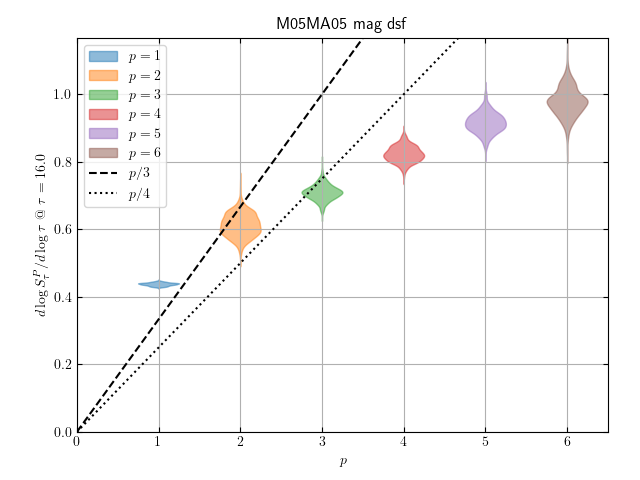 M05MA05 mag dsf
p = 1
p = 2
p = 3
p = 4
p = 5
p = 6
p/3
p/4
d log S_τ^P / d log τ @ τ = 16.0
1.0
0.8
0.6
0.4
0.2
0.0
0 1 2 3 4 5 6
p